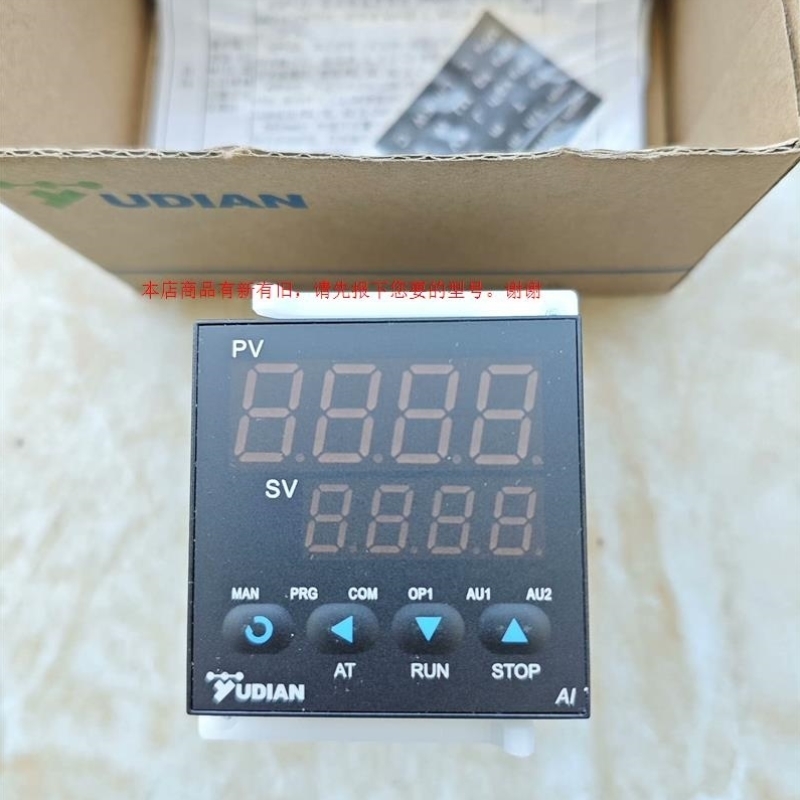 YUDIAN
本店商品有新有旧，请先报下您要的型号。谢谢
PV
SV
MAN PRG COM OP1 AU1 AU2
AT RUN STOP
YUDIAN
AI